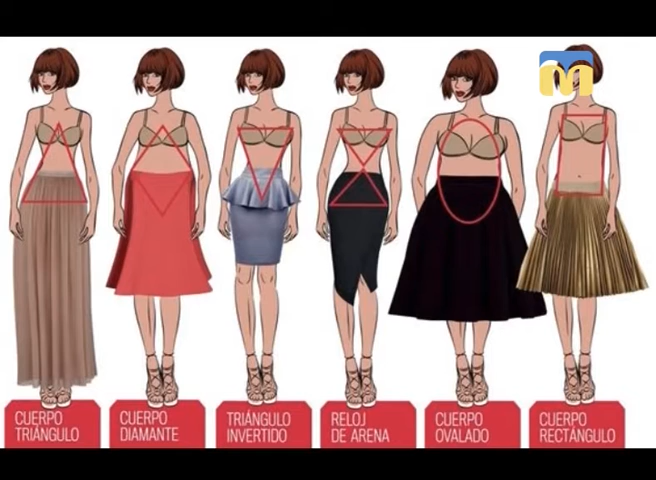 M
CUERPO
TRIÁNGULO
CUERPO
DIAMANTE
TRIÁNGULO
INVERTIDO
RELOJ
DE ARENA
CUERPO
OVALADO
CUERPO
RECTÁNGULO